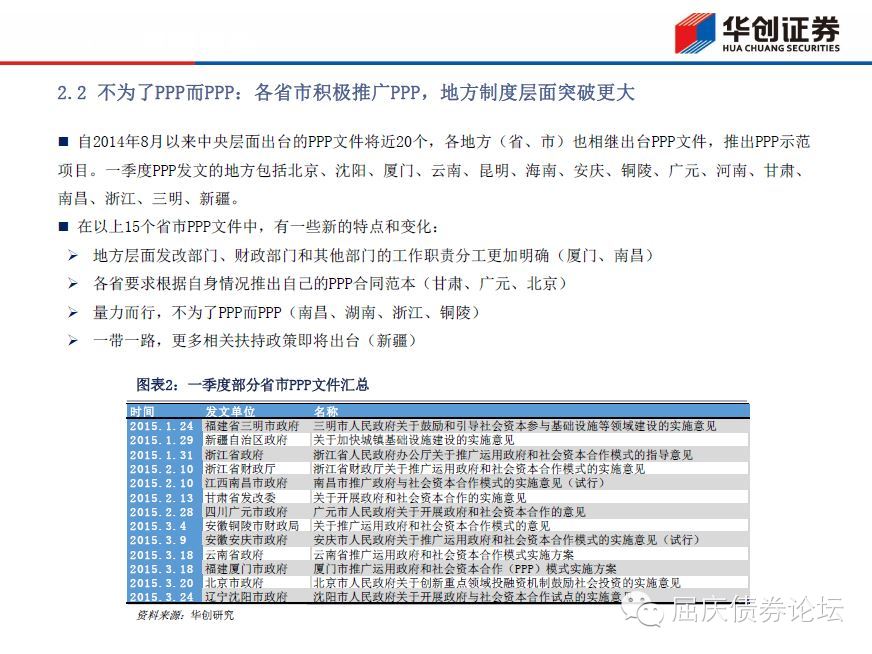 华创证券
HUA CHUANG SECURITIES
2.2 不为了PPP而PPP：各省市积极推广PPP，地方制度层面突破更大
■ 自2014年8月以来中央层面出台的PPP文件将近20个，各地方（省、市）也相继出台PPP文件，推出PPP示范
项目。一季度PPP发文的地方包括北京、沈阳、厦门、云南、昆明、海南、安庆、铜陵、广元、河南、甘肃、
南昌、浙江、三明、新疆。
■ 在以上15个省市PPP文件中，有一些新的特点和变化：
➢ 地方层面发改部门、财政部门和其他部门的工作职责分工更加明确（厦门、南昌）
➢ 各省要求根据自身情况推出自己的PPP合同范本（甘肃、广元、北京）
➢ 量力而行，不为了PPP而PPP（南昌、湖南、浙江、铜陵）
➢ 一带一路，更多相关扶持政策即将出台（新疆）
图表2：一季度部分省市PPP文件汇总
时间 发文单位 名称
2015.1.24 福建省三明市政府 三明市人民政府关于鼓励和引导社会资本参与基础设施等领域建设的实施意见
2015.1.29 新疆自治区政府 关于加快城镇基础设施建设的实施意见
2015.1.31 浙江省政府 浙江省人民政府办公厅关于推广运用政府和社会资本合作模式的指导意见
2015.2.10 浙江省财政厅 浙江省财政厅关于推广运用政府和社会资本合作模式的实施意见
2015.2.10 江西南昌市政府 南昌市推广政府与社会资本合作模式的实施意见（试行）
2015.2.13 甘肃省发改委 关于开展政府和社会资本合作的实施意见
2015.2.28 四川广元市政府 广元市人民政府关于开展政府和社会资本合作的意见
2015.3.4 安徽铜陵市财政局 关于推广运用政府和社会资本合作模式的意见
2015.3.9 安徽安庆市政府 安庆市人民政府关于推广运用政府和社会资本合作模式的实施意见（试行）
2015.3.18 云南省政府 云南省推广运用政府和社会资本合作模式实施方案
2015.3.18 福建厦门市政府 厦门市推广运用政府和社会资本合作（PPP）模式实施方案
2015.3.20 北京市政府 北京市人民政府关于创新重点领域投融资机制鼓励社会投资的实施意见
2015.3.24 辽宁沈阳市政府 沈阳市人民政府关于开展政府与社会资本合作试点的实施意见
资料来源：华创研究
屈庆债券论坛